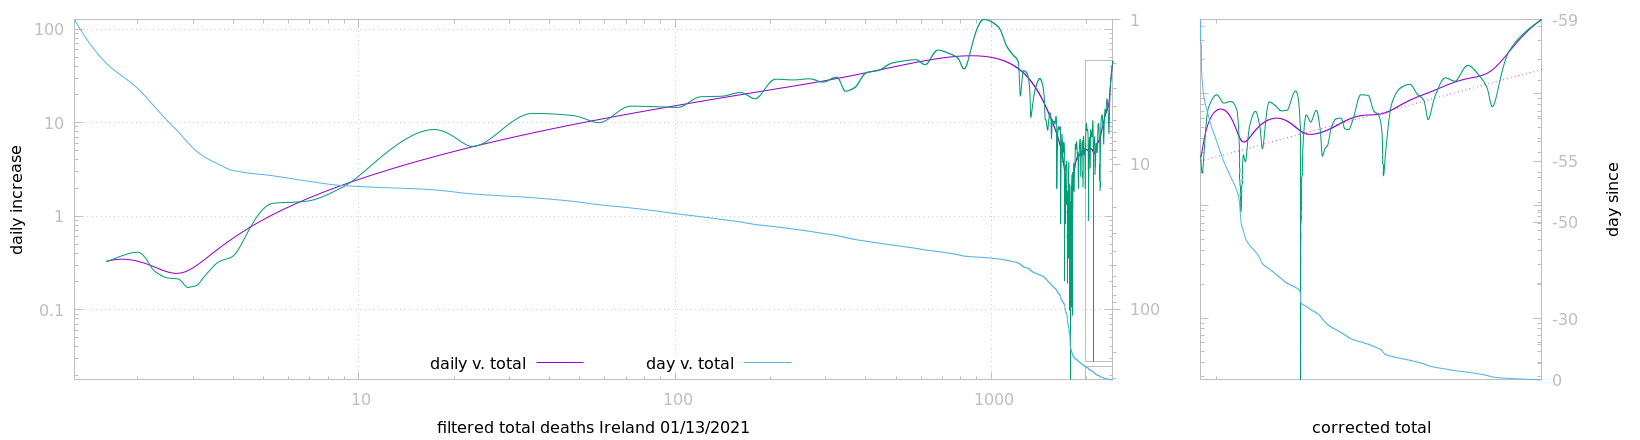 100
10
1
0.1
daily increase
daily v. total
day v. total
10
100
1000
filtered total deaths Ireland 01/13/2021
1
10
100
-59
-55
-50
-30
0
day since
corrected total